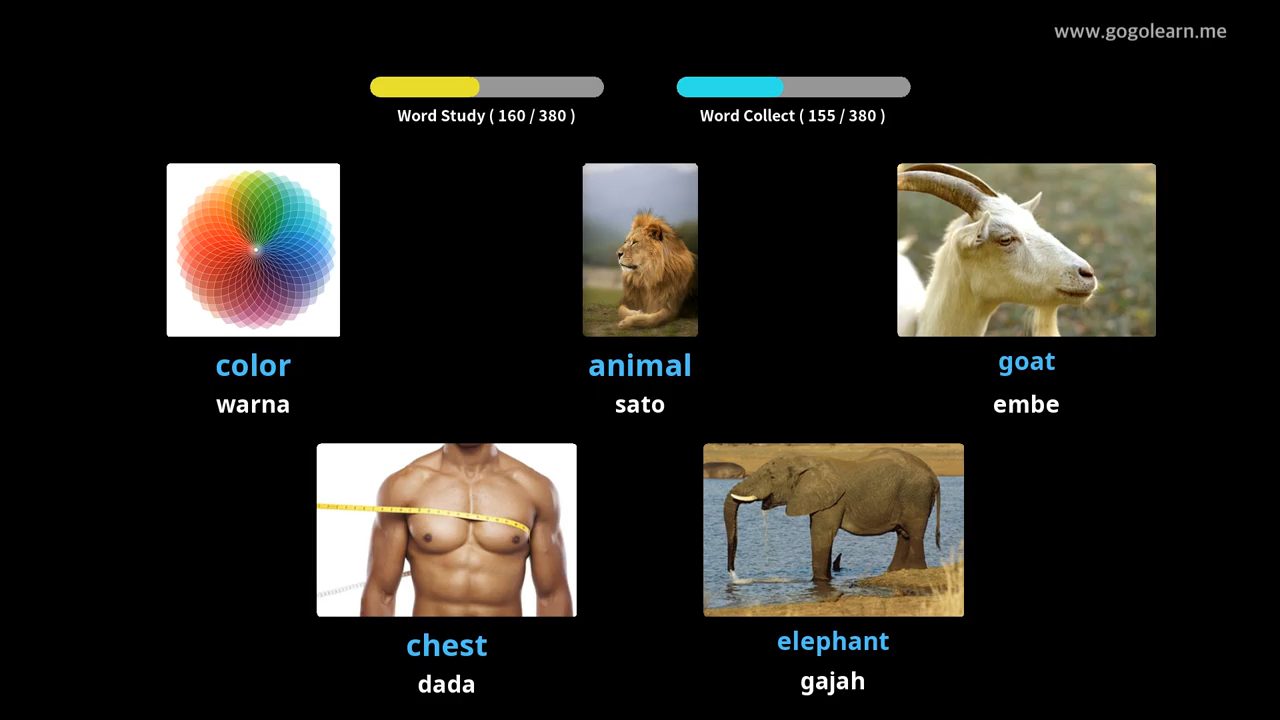 www.gogolearn.me
Word Study ( 160 / 380 )
Word Collect ( 155 / 380 )
color
warna
animal
sato
goat
embe
chest
dada
elephant
gajah